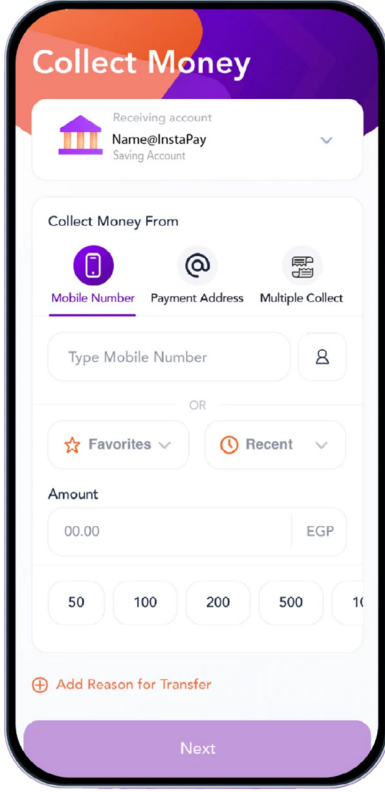 Collect Money
Receiving account
Name@InstaPay
Saving Account
Collect Money From
Mobile Number Payment Address Multiple Collect
Type Mobile Number
OR
Favorites Recent
Amount
00.00 EGP
50 100 200 500
Add Reason for Transfer
Next